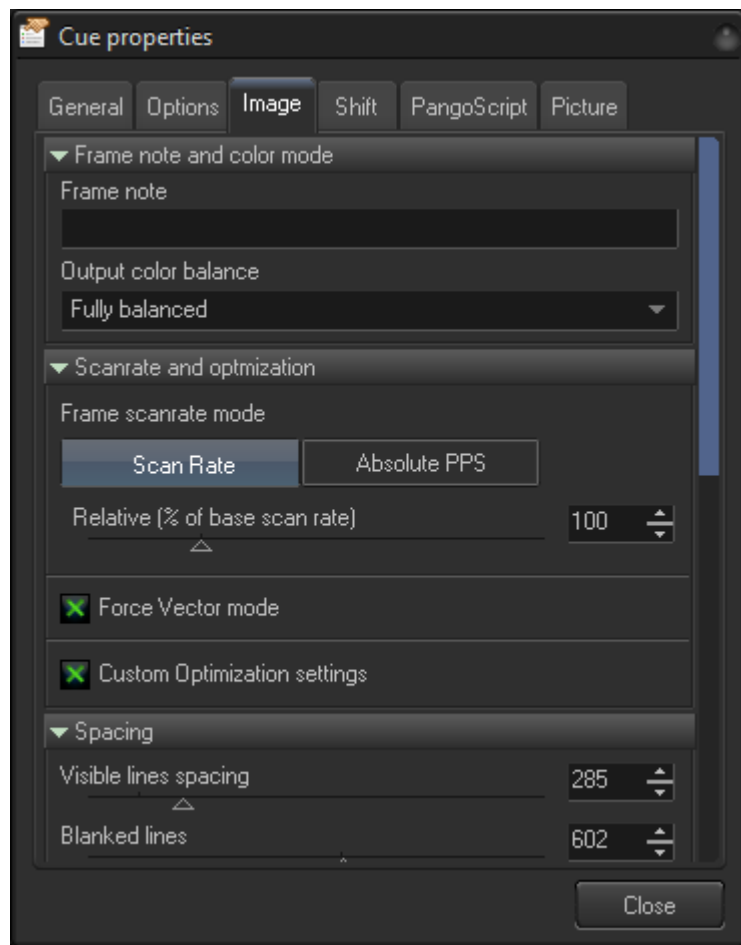 Cue properties
General Options Image Shift PangoScript Picture
Frame note and color mode
Frame note
Output color balance
Fully balanced
Scanrate and optmization
Frame scanrate mode
Scan Rate Absolute PPS
Relative (% of base scan rate) 100
Force Vector mode
Custom Optimization settings
Spacing
Visible lines spacing 285
Blanked lines 602
Close